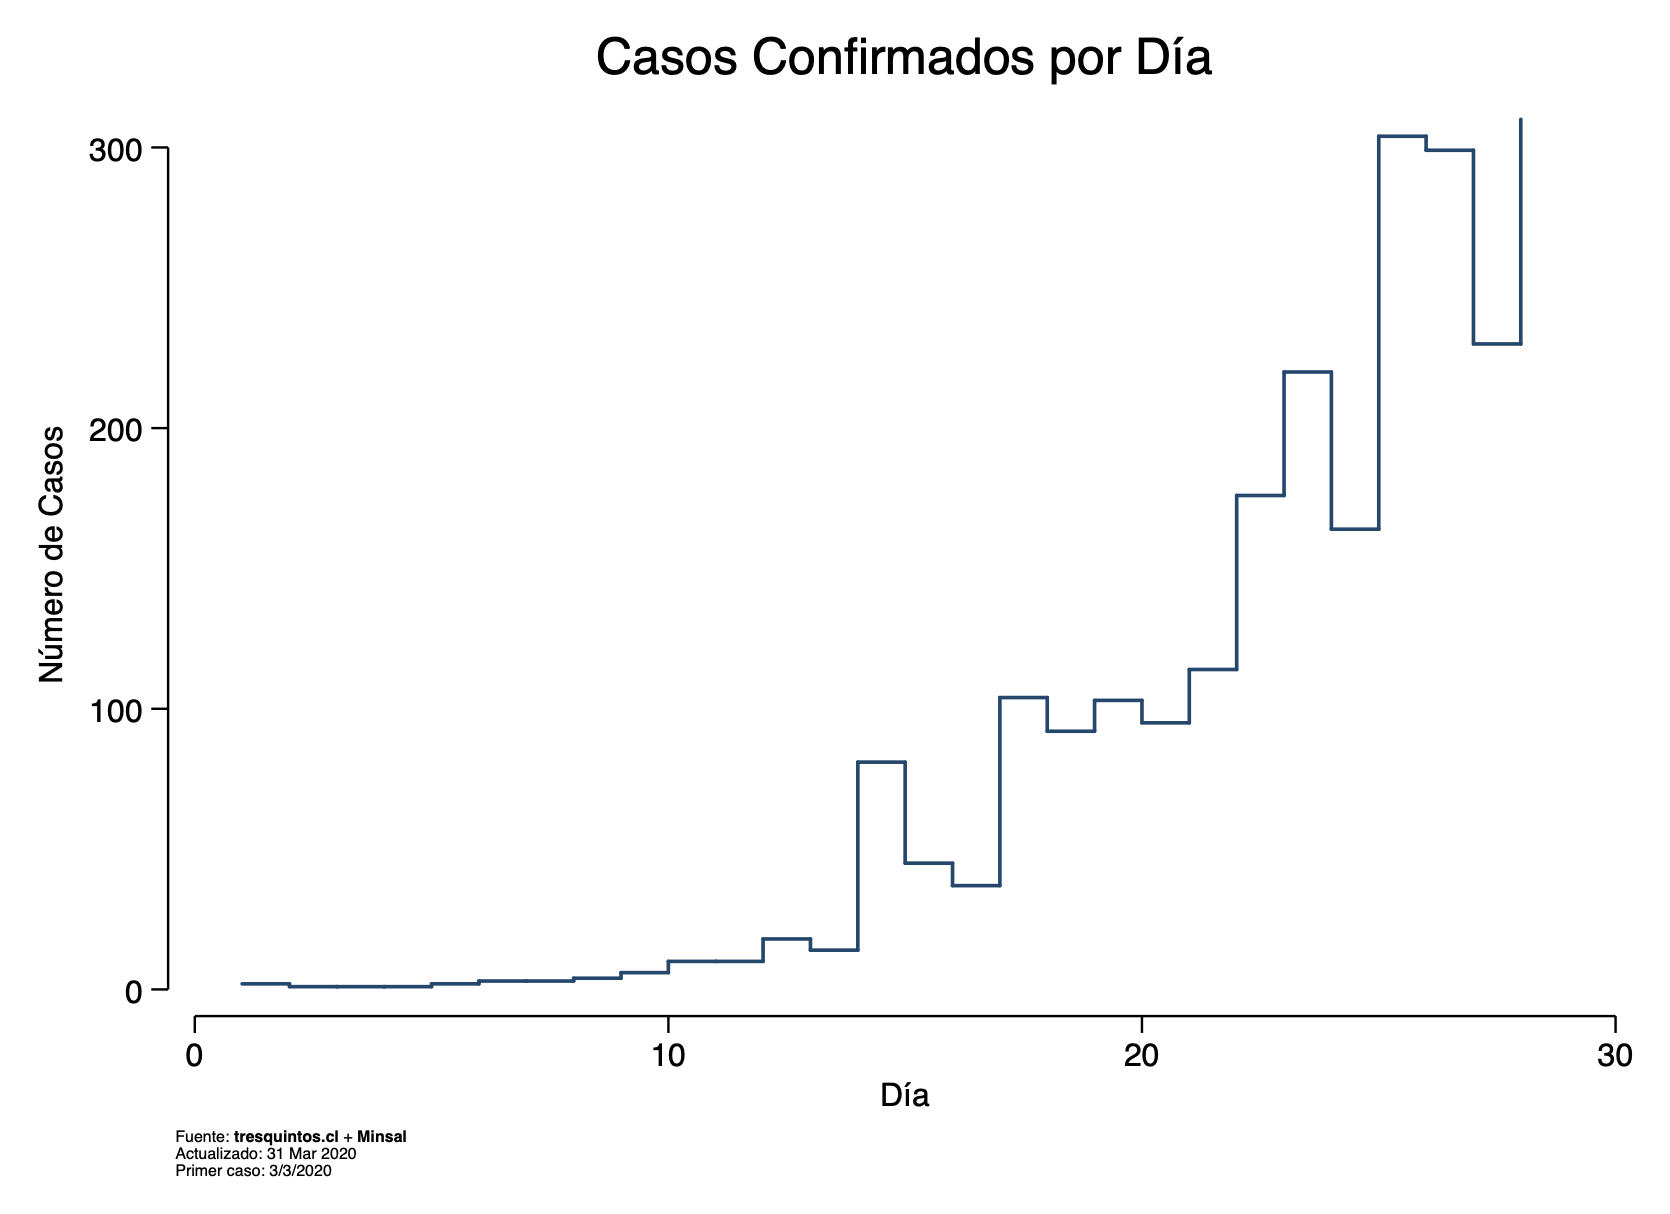 Casos Confirmados por Día
300
200
100
0
Número de Casos
0 10 20 30
Día
Fuente: tresquintos.cl + Minsal
Actualizado: 31 Mar 2020
Primer caso: 3/3/2020